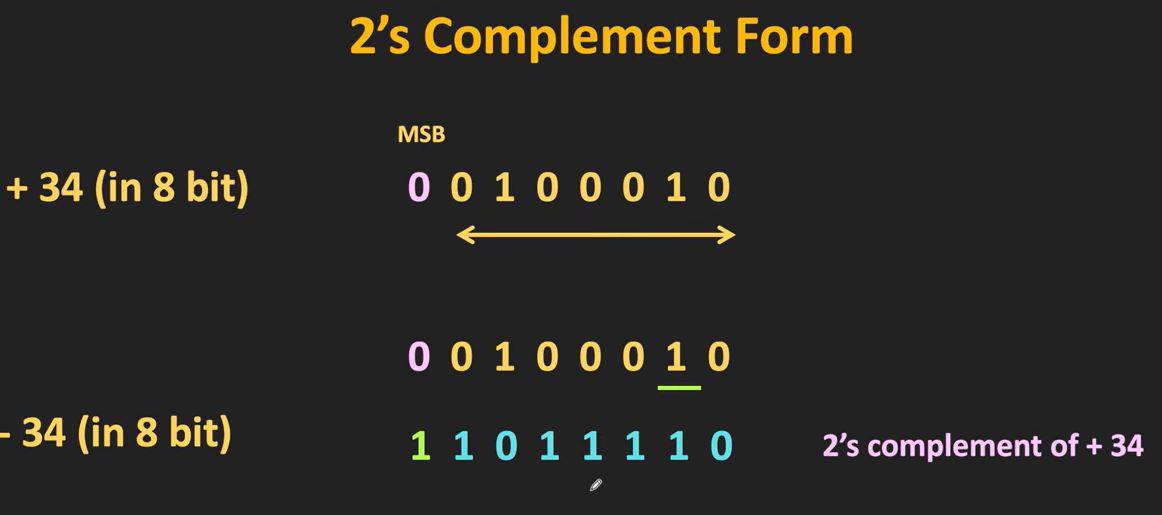 2’s Complement Form
MSB
+ 34 (in 8 bit) 0 0 1 0 0 0 1 0
0 0 1 0 0 0 1 0
- 34 (in 8 bit) 1 1 0 1 1 1 1 0 2’s complement of + 34